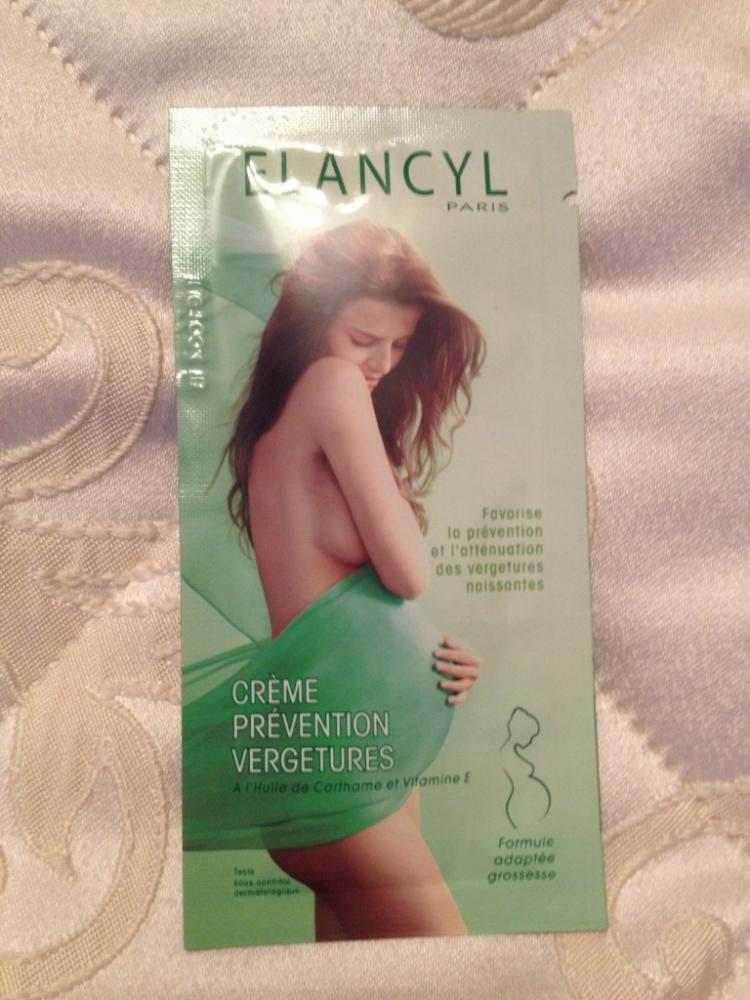 ELANCYL
PARIS
Favorise
la prévention
et l'atténuation
des vergetures
naissantes
CRÈME
PRÉVENTION
VERGETURES
A l'Huile de Carthame et Vitamine E
Formule
adaptée
grossesse
Tests
sous contrôle
dermatologique